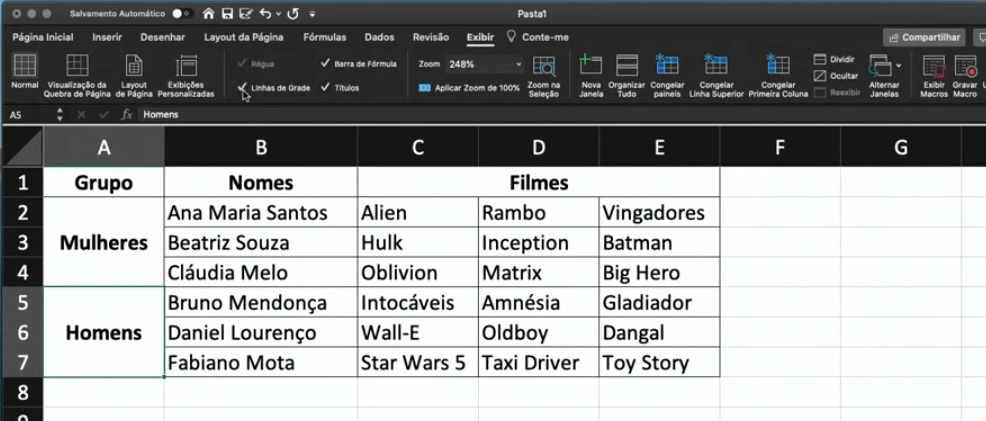 Salvamento Automático
Pasta1
Página Inicial Inserir Desenhar Layout da Página Fórmulas Dados Revisão Exibir Conte-me Compartilhar
Normal
Visualização da Quebra de Página
Layout de Página
Exibições Personalizadas
Régua
Linhas de Grade
Barra de Fórmula
Títulos
Zoom 248%
100 Aplicar Zoom de 100%
Zoom na Seleção
Nova Janela
Organizar Tudo
Congelar painéis
Congelar Linha Superior
Congelar Primeira Coluna
Dividir
Ocultar
Reexibir
Alternar Janelas
Exibir Macros
Gravar Macro
A5 fx Homens
A B C D E F G
1 Grupo Nomes Filmes
2 Ana Maria Santos Alien Rambo Vingadores
3 Mulheres Beatriz Souza Hulk Inception Batman
4 Cláudia Melo Oblivion Matrix Big Hero
5 Bruno Mendonça Intocáveis Amnésia Gladiador
6 Homens Daniel Lourenço Wall-E Oldboy Dangal
7 Fabiano Mota Star Wars 5 Taxi Driver Toy Story
8